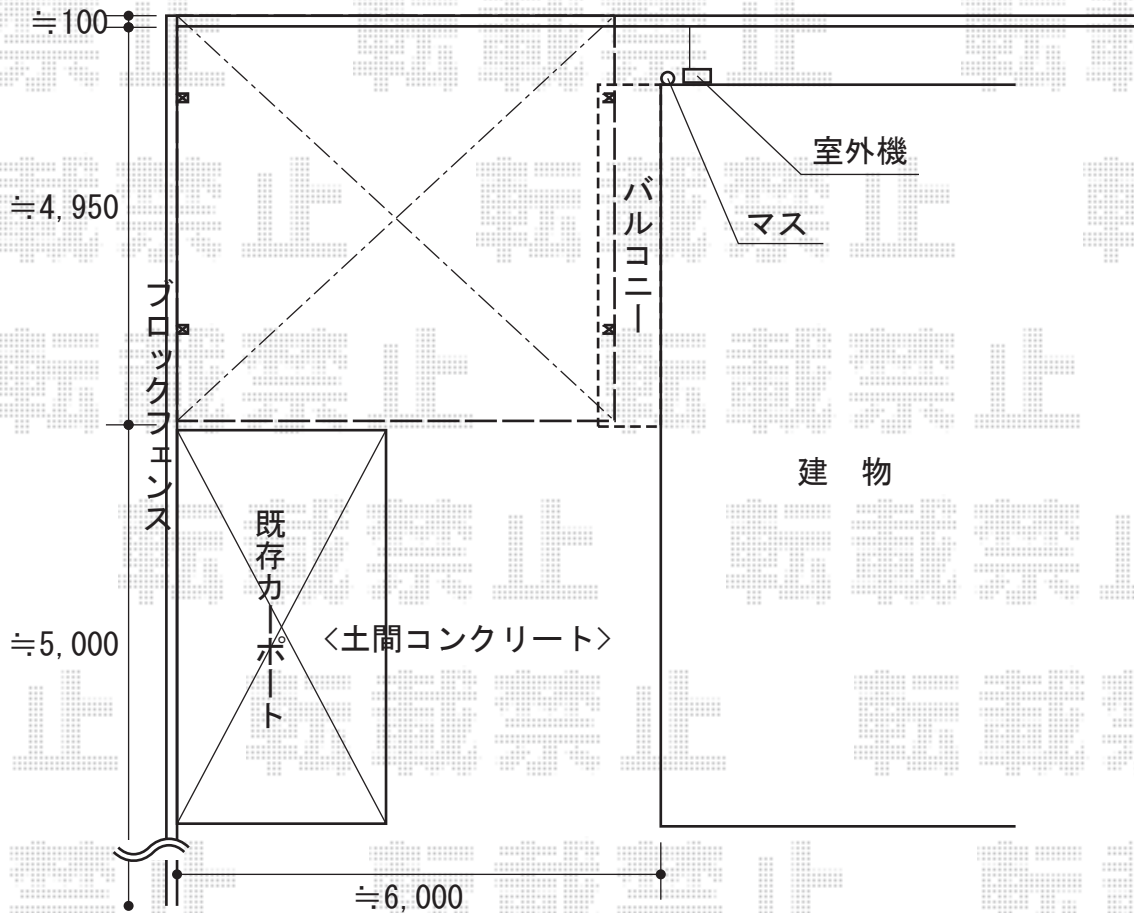 ≒100
室外機
≒4,950
バルコニー
マス
ブロックフェンス
建 物
既存カーポート
≒5,000
<土間コンクリート>
≒6,000
転載禁止